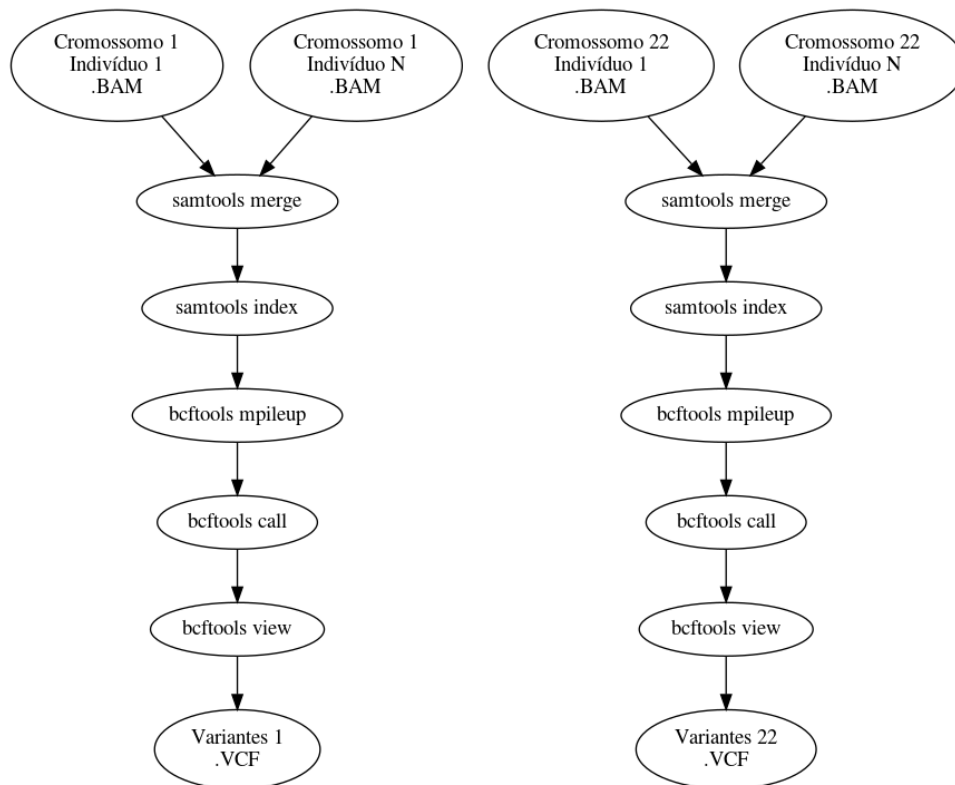 Cromossomo 1
Indivíduo 1
.BAM
Cromossomo 1
Indivíduo N
.BAM
Cromossomo 22
Indivíduo 1
.BAM
Cromossomo 22
Indivíduo N
.BAM
samtools merge
samtools merge
samtools index
samtools index
bcftools mpileup
bcftools mpileup
bcftools call
bcftools call
bcftools view
bcftools view
Variantes 1
.VCF
Variantes 22
.VCF